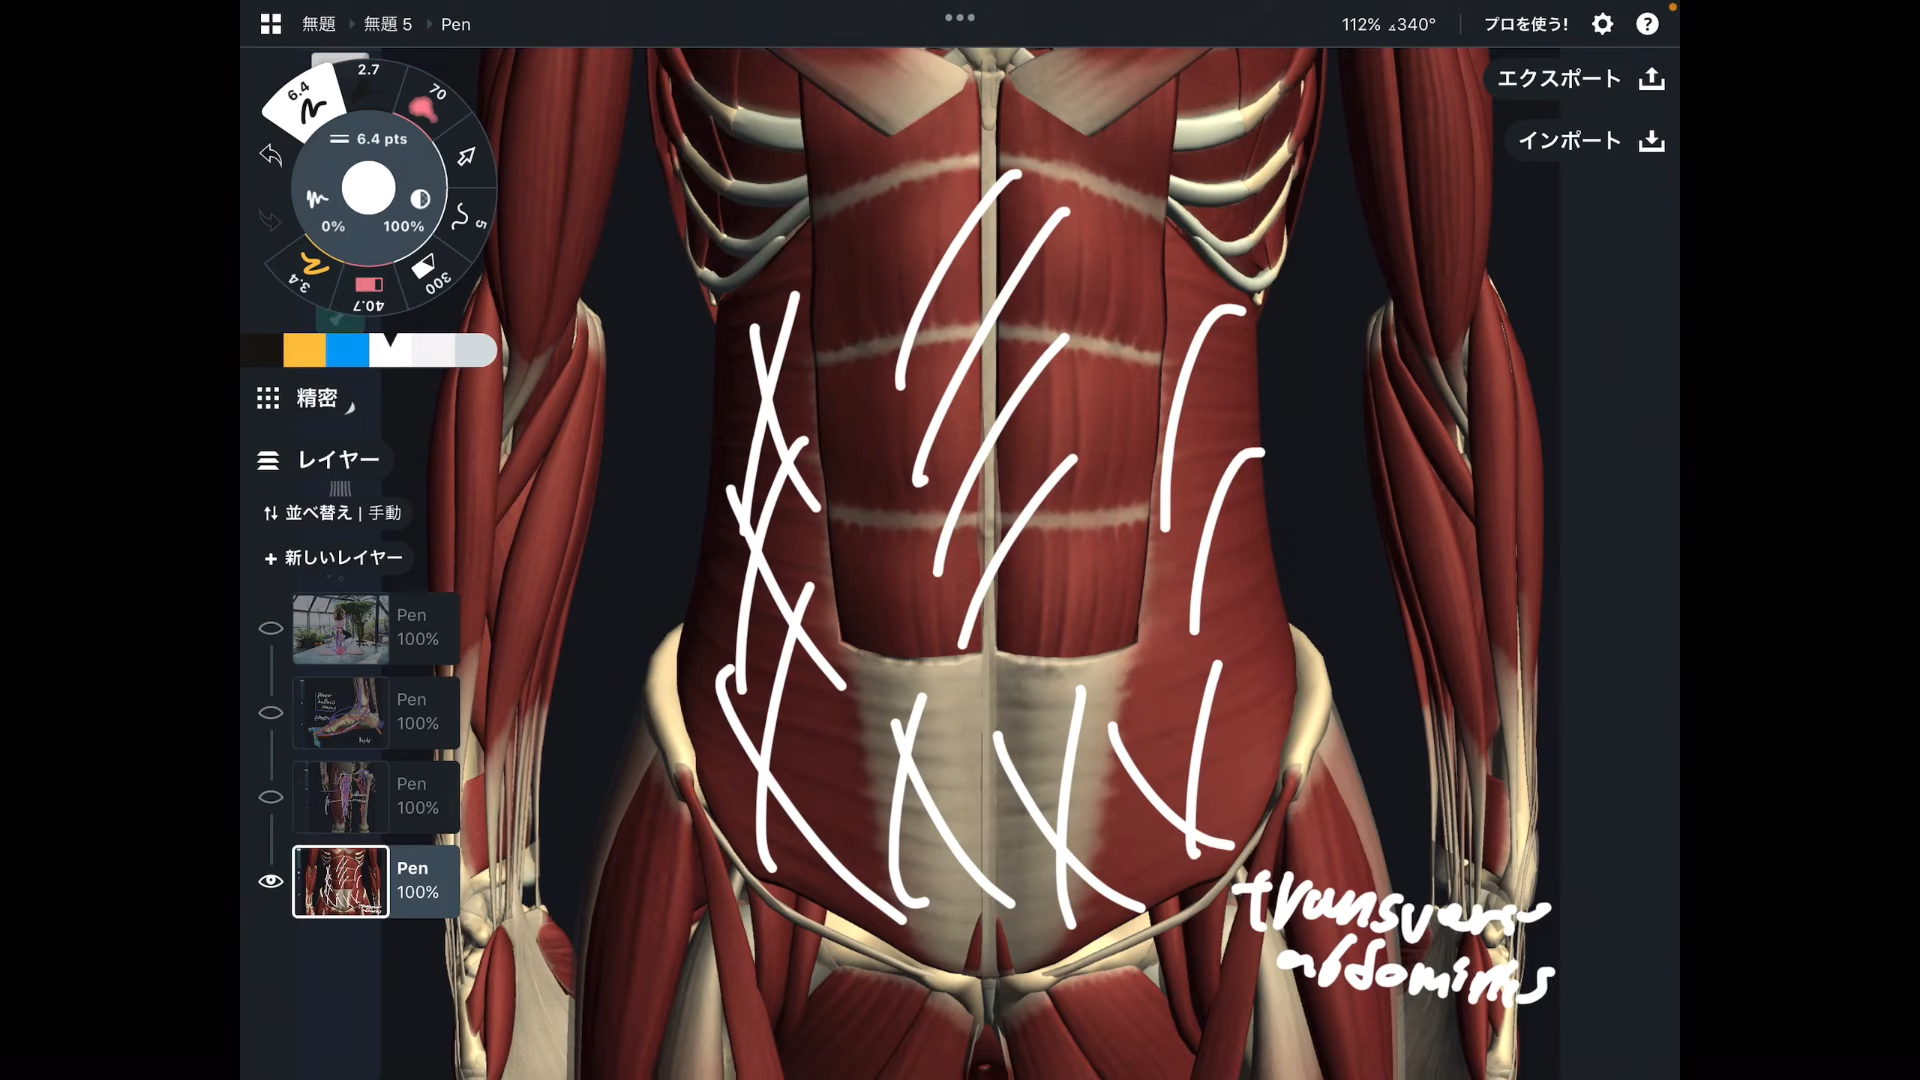 無題 無題 5 Pen
112% ⦟340°
プロを使う!
エクスポート
インポート
2.7
6.4
70
6.4 pts
5
0% 100%
300
3.4
40.7
精密
レイヤー
並べ替え | 手動
+ 新しいレイヤー
Pen
100%
Pen
100%
Pen
100%
Pen
100%
transverse
abdominis